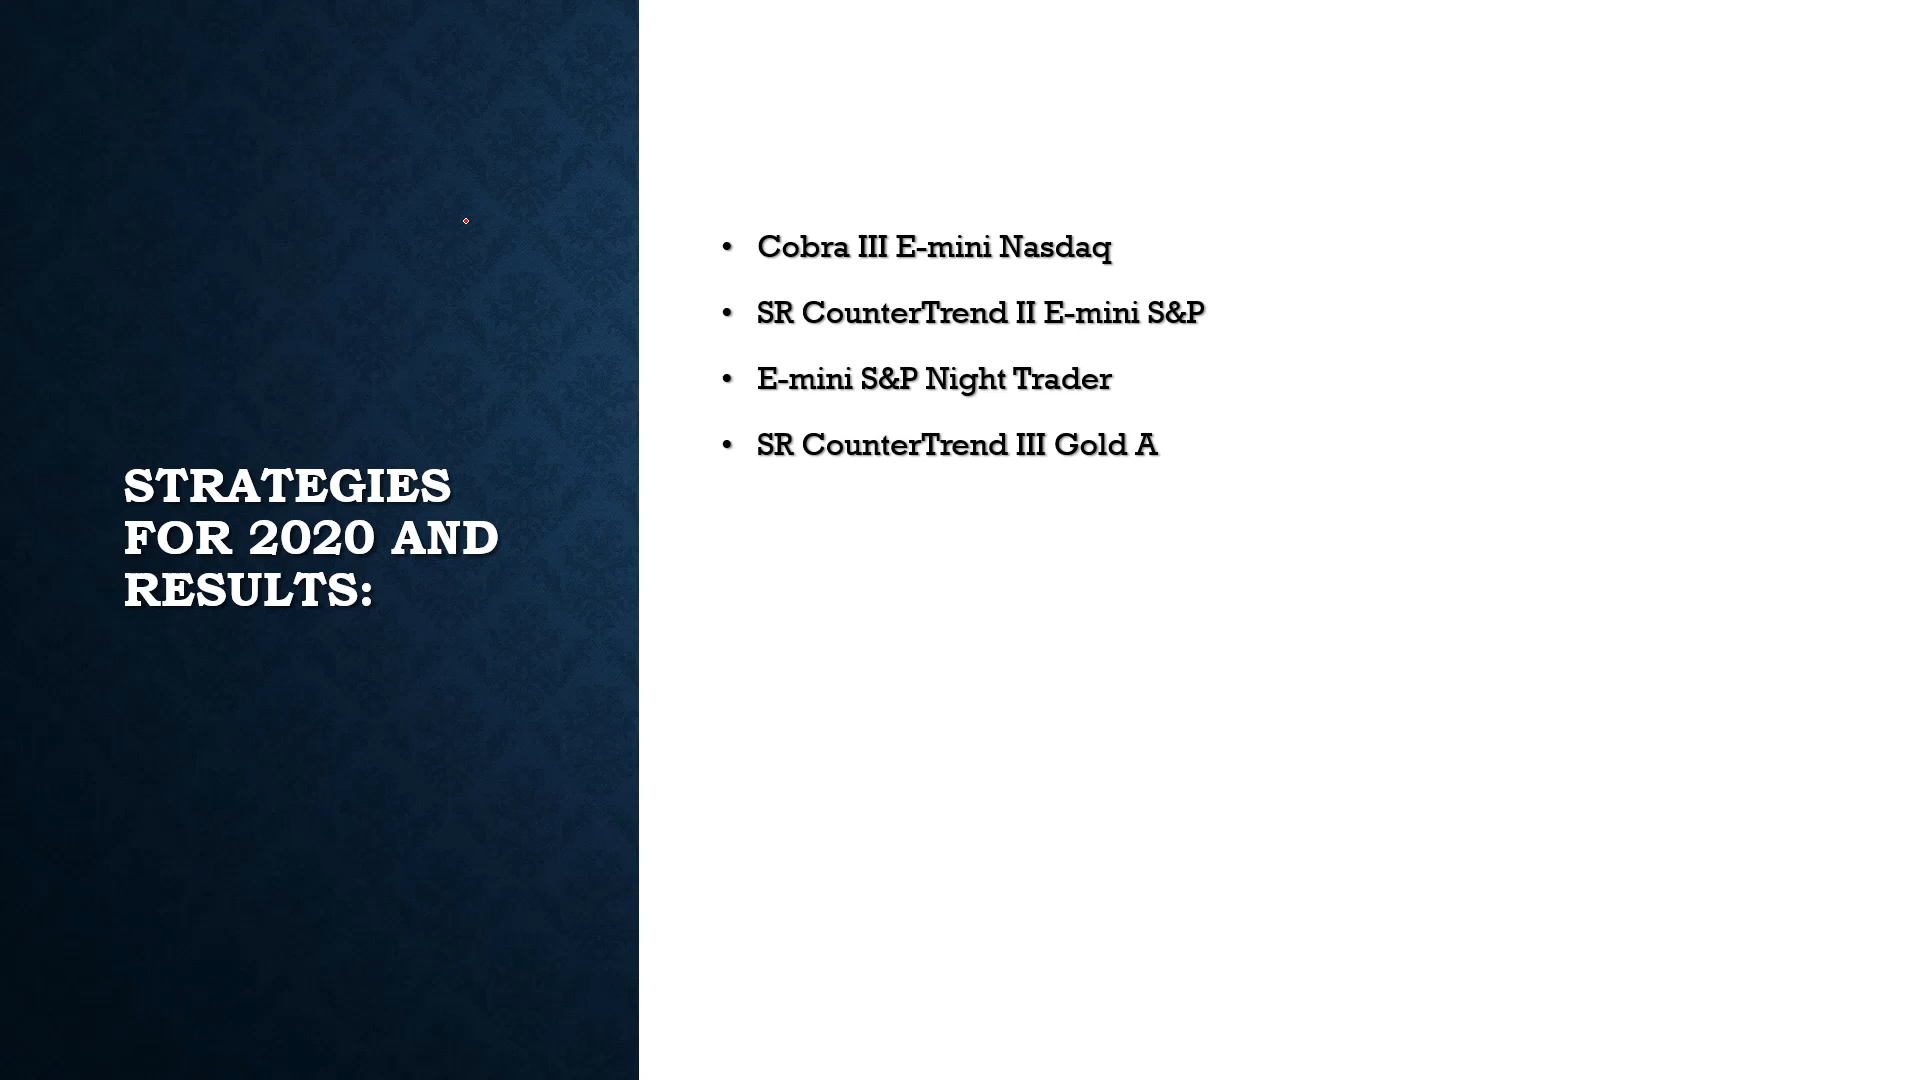 STRATEGIES
FOR 2020 AND
RESULTS:
• Cobra III E-mini Nasdaq
• SR CounterTrend II E-mini S&P
• E-mini S&P Night Trader
• SR CounterTrend III Gold A